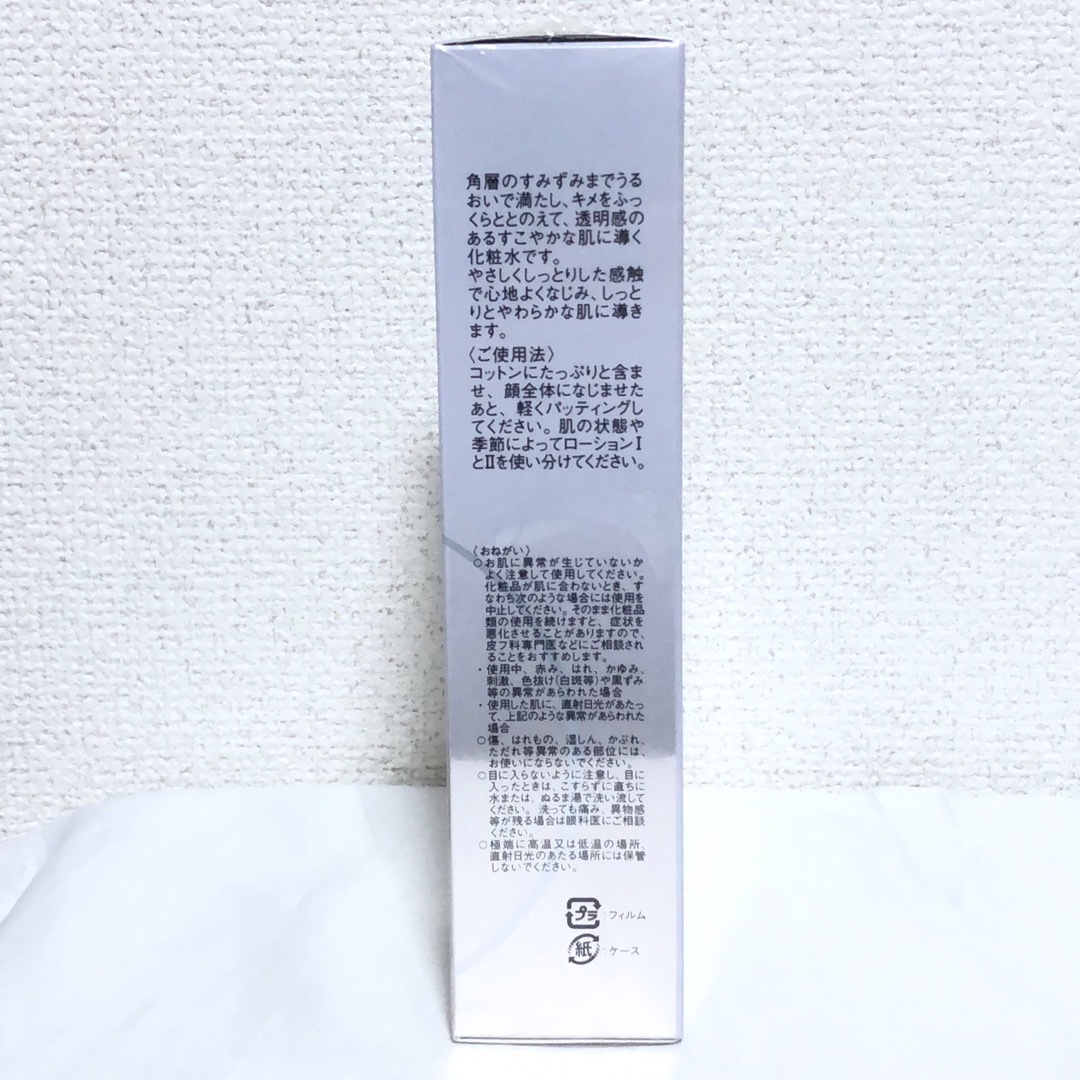 角層のすみずみまでうる
おいで満たし、キメをふっ
くらととのえて、透明感の
あるすこやかな肌に導く
化粧水です。
やさしくしっとりした感触
で心地よくなじみ、しっと
りとやわらかな肌に導き
ます。
〈ご使用法〉
コットンにたっぷりと含ま
せ、顔全体になじませた
あと、軽くパッティングし
てください。肌の状態や
季節によってローションⅠ
とⅡを使い分けてください。
〈おねがい〉
○お肌に異常が生じていないか
よく注意して使用してください。
化粧品が肌に合わないとき、す
なわち次のような場合には使用を
中止してください。そのまま化粧品
類の使用を続けますと、症状を
悪化させることがありますので、
皮フ科専門医などにご相談され
ることをおすすめします。
・使用中、赤み、はれ、かゆみ、
刺激、色抜け(白斑等)や黒ずみ
等の異常があらわれた場合
・使用した肌に、直射日光があたっ
て、上記のような異常があらわれた
場合
○傷、はれもの、湿しん、かぶれ、
ただれ等異常のある部位には、
お使いにならないでください。
○目に入らないように注意し、目に
入ったときは、こすらずに直ちに
水または、ぬるま湯で洗い流して
ください。洗っても痛み、異物感
等が残る場合は眼科医にご相談
ください。
○極端に高温又は低温の場所、
直射日光のあたる場所には保管
しないでください。
プラ:フィルム
紙:ケース